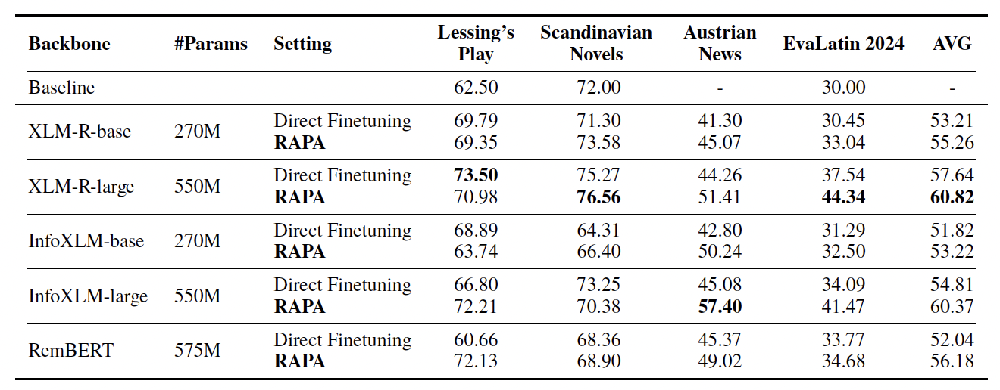 Backbone #Params Setting Lessing's Play Scandinavian Novels Austrian News EvaLatin 2024 AVG
Baseline 62.50 72.00 - 30.00 -
XLM-R-base 270M Direct Finetuning 69.79 71.30 41.30 30.45 53.21
RAPA 69.35 73.58 45.07 33.04 55.26
XLM-R-large 550M Direct Finetuning 73.50 75.27 44.26 37.54 57.64
RAPA 70.98 76.56 51.41 44.34 60.82
InfoXLM-base 270M Direct Finetuning 68.89 64.31 42.80 31.29 51.82
RAPA 63.74 66.40 50.24 32.50 53.22
InfoXLM-large 550M Direct Finetuning 66.80 73.25 45.08 34.09 54.81
RAPA 72.21 70.38 57.40 41.47 60.37
RemBERT 575M Direct Finetuning 60.66 68.36 45.37 33.77 52.04
RAPA 72.13 68.90 49.02 34.68 56.18